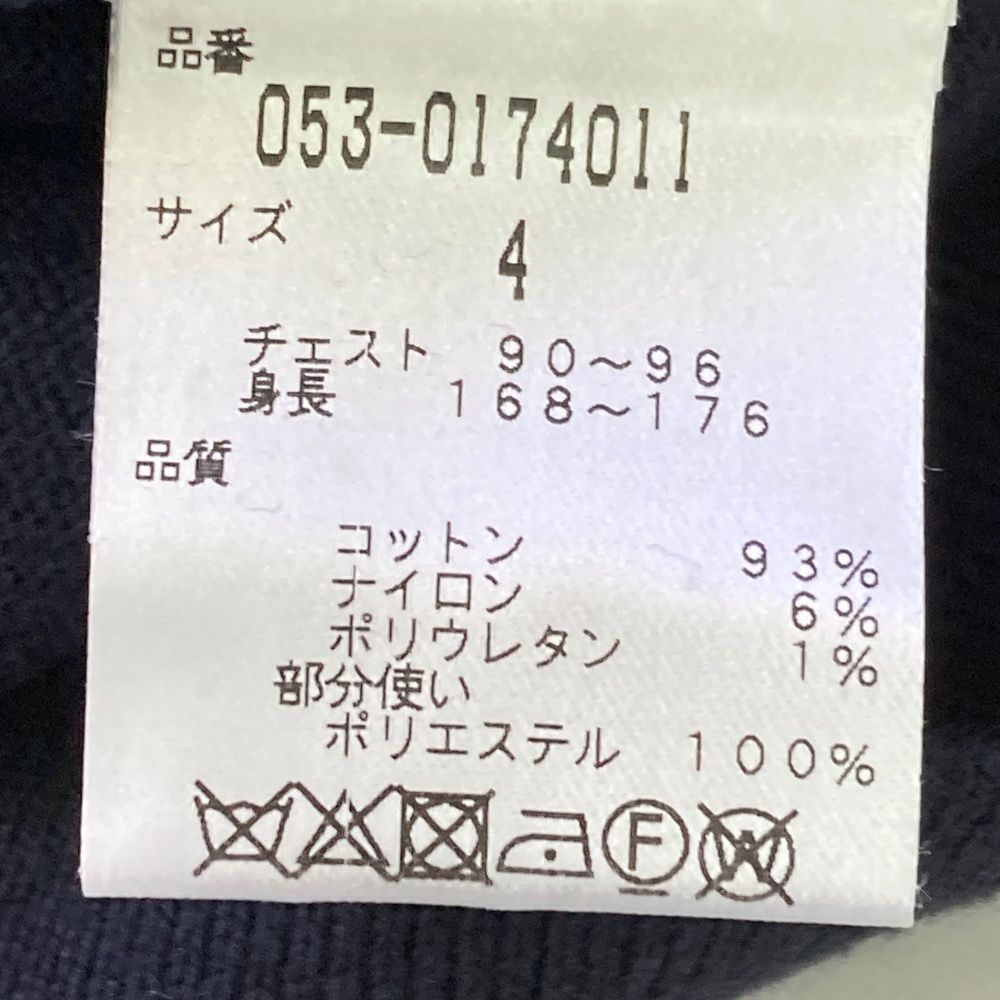 品番
053-0174011
サイズ
4
チェスト 90～96
身長 168～176
品質
コットン 93%
ナイロン 6%
ポリウレタン 1%
部分使い
ポリエステル 100%
F W